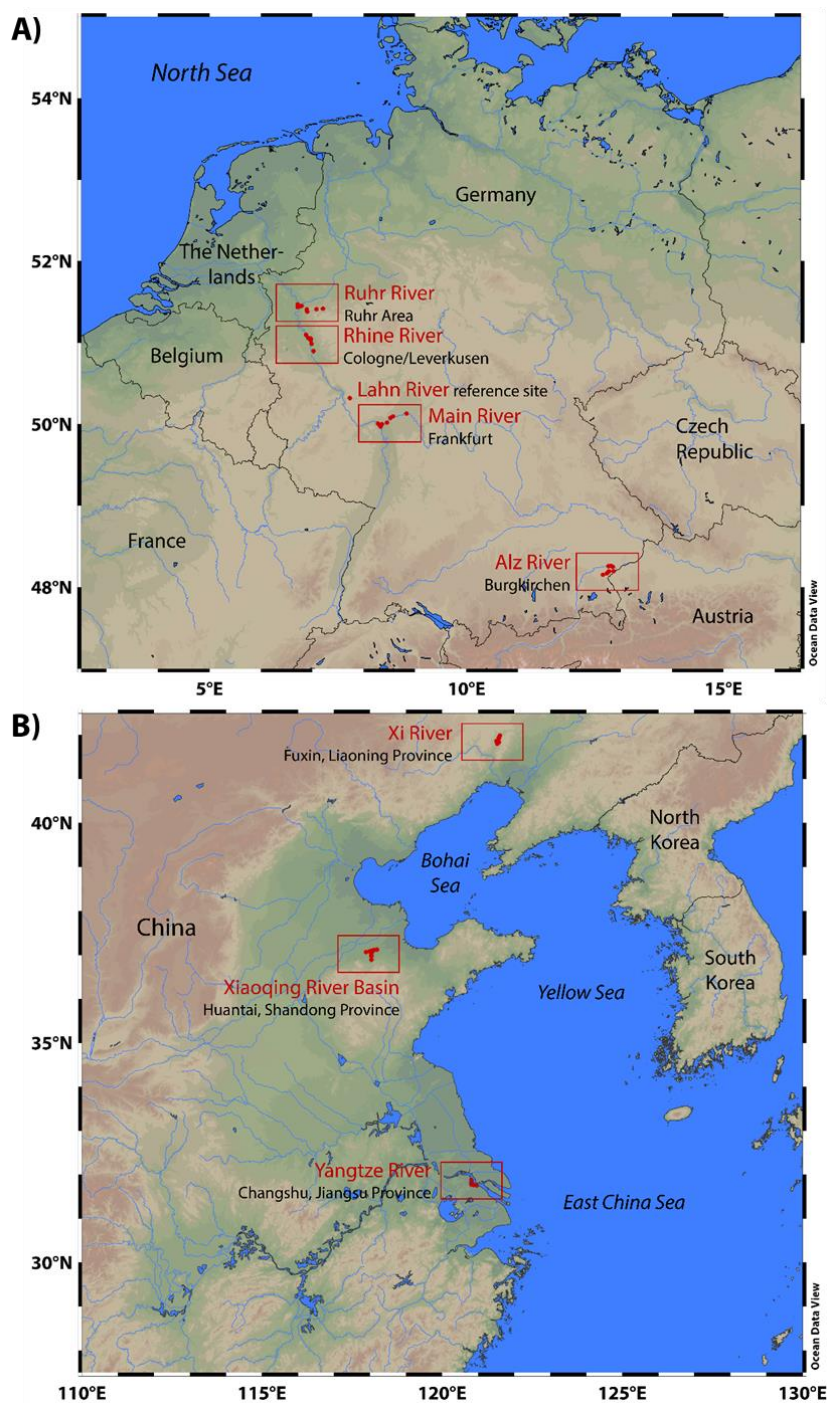 A)
North Sea
54°N
Germany
52°N
The Nether-
lands
Ruhr River
Ruhr Area
Rhine River
Cologne/Leverkusen
Belgium
Lahn River reference site
Main River
Frankfurt
50°N
Czech
Republic
France
Alz River
Burgkirchen
48°N
Austria
Ocean Data View
5°E
10°E
15°E
B)
Xi River
Fuxin, Liaoning Province
40°N
North
Korea
Bohai
Sea
China
South
Korea
Xiaoqing River Basin
Huantai, Shandong Province
Yellow Sea
35°N
Yangtze River
Changshu, Jiangsu Province
East China Sea
30°N
Ocean Data View
110°E
115°E
120°E
125°E
130°E